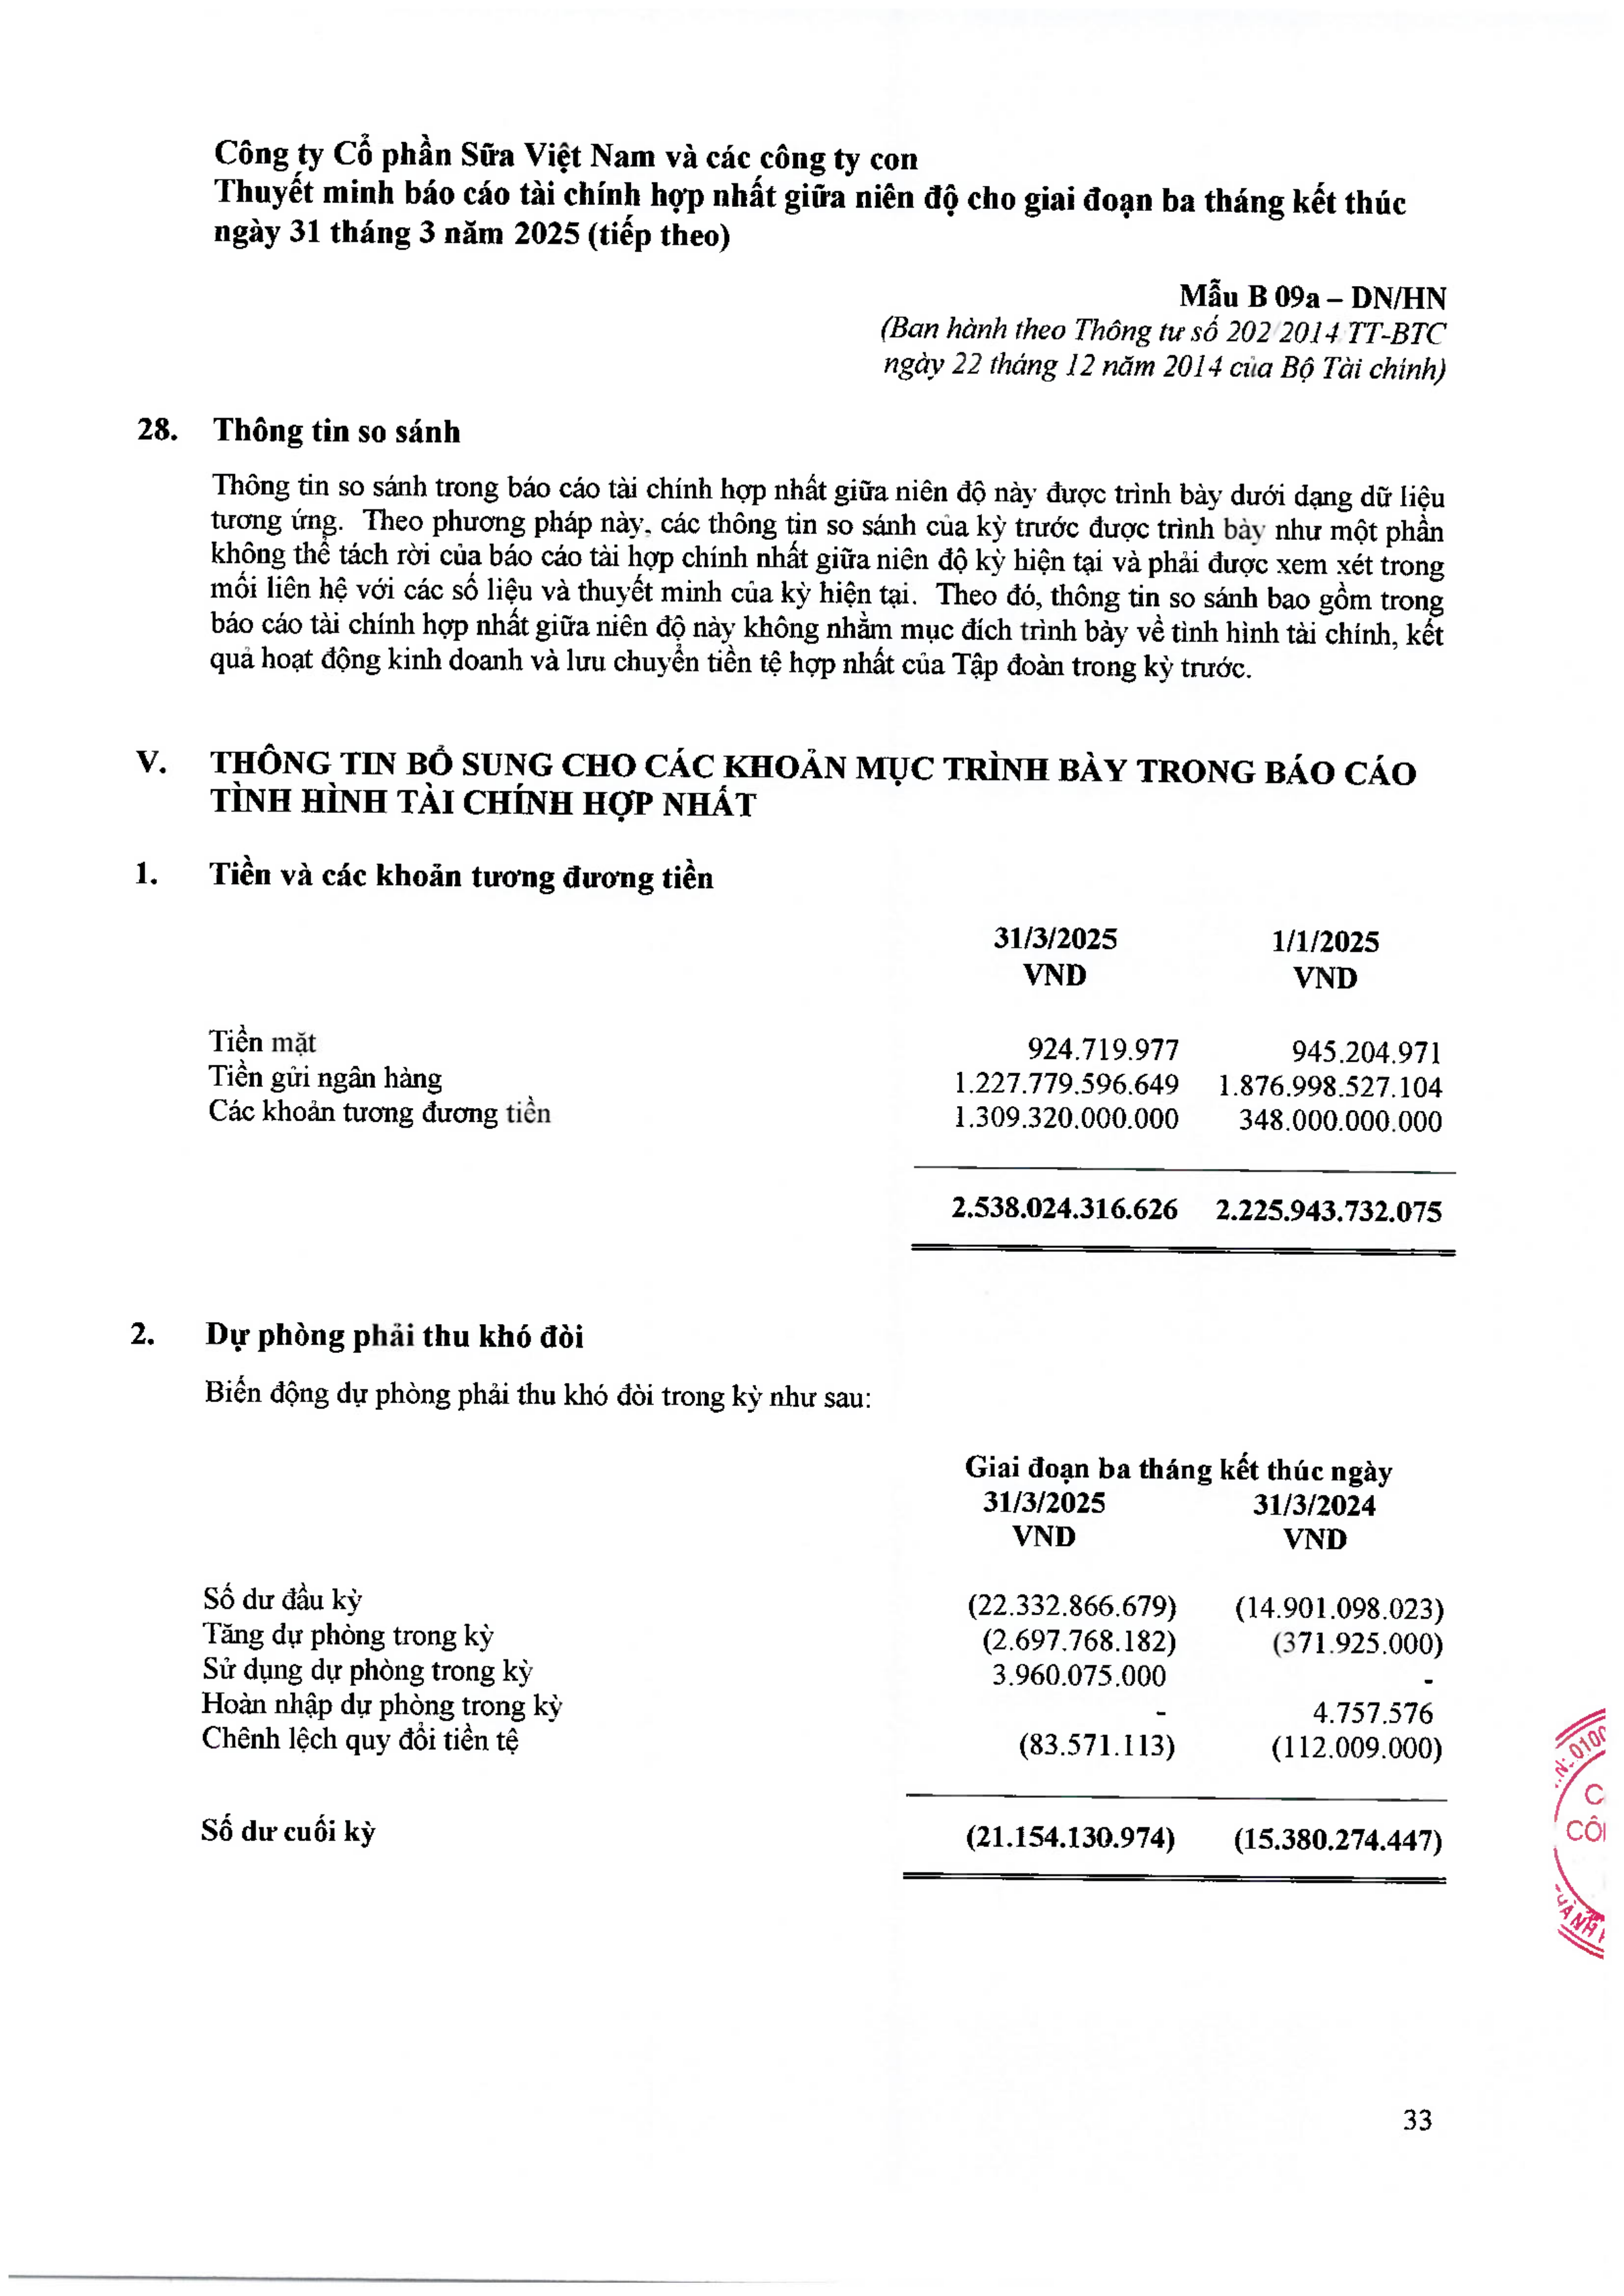 Công ty Cổ phần Sữa Việt Nam và các công ty con
Thuyết minh báo cáo tài chính hợp nhất giữa niên độ cho giai đoạn ba tháng kết thúc
ngày 31 tháng 3 năm 2025 (tiếp theo)
Mẫu B 09a – DN/HN
(Ban hành theo Thông tư số 202/2014/TT-BTC
ngày 22 tháng 12 năm 2014 của Bộ Tài chính)
28. Thông tin so sánh
Thông tin so sánh trong báo cáo tài chính hợp nhất giữa niên độ này được trình bày dưới dạng dữ liệu
tương ứng. Theo phương pháp này, các thông tin so sánh của kỳ trước được trình bày như một phần
không thể tách rời của báo cáo tài hợp chính nhất giữa niên độ kỳ hiện tại và phải được xem xét trong
mối liên hệ với các số liệu và thuyết minh của kỳ hiện tại. Theo đó, thông tin so sánh bao gồm trong
báo cáo tài chính hợp nhất giữa niên độ này không nhằm mục đích trình bày về tình hình tài chính, kết
quả hoạt động kinh doanh và lưu chuyển tiền tệ hợp nhất của Tập đoàn trong kỳ trước.
V. THÔNG TIN BỔ SUNG CHO CÁC KHOẢN MỤC TRÌNH BÀY TRONG BÁO CÁO
TÌNH HÌNH TÀI CHÍNH HỢP NHẤT
1. Tiền và các khoản tương đương tiền
31/3/2025 1/1/2025
VND VND
Tiền mặt 924.719.977 945.204.971
Tiền gửi ngân hàng 1.227.779.596.649 1.876.998.527.104
Các khoản tương đương tiền 1.309.320.000.000 348.000.000.000
2.538.024.316.626 2.225.943.732.075
2. Dự phòng phải thu khó đòi
Biến động dự phòng phải thu khó đòi trong kỳ như sau:
Giai đoạn ba tháng kết thúc ngày
31/3/2025 31/3/2024
VND VND
Số dư đầu kỳ (22.332.866.679) (14.901.098.023)
Tăng dự phòng trong kỳ (2.697.768.182) (371.925.000)
Sử dụng dự phòng trong kỳ 3.960.075.000 -
Hoàn nhập dự phòng trong kỳ - 4.757.576
Chênh lệch quy đổi tiền tệ (83.571.113) (112.009.000)
Số dư cuối kỳ (21.154.130.974) (15.380.274.447)
33